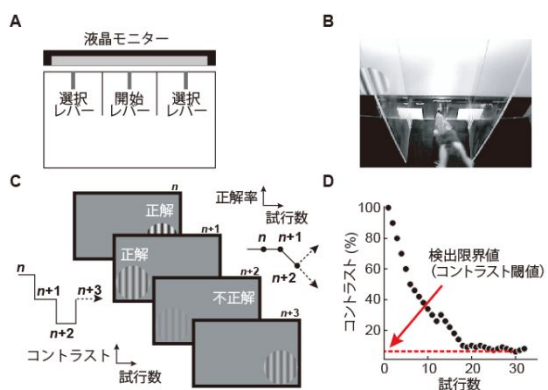 A
液晶モニター
選択
レバー
開始
レバー
選択
レバー
B
C
n
正解
正解率
試行数
n+1
正解
n
n+1
n+2
n+2
不正解
n
n+1
n+3
n+2
n+3
コントラスト
試行数
D
コントラスト(%)
100
80
60
40
20
検出限界値
(コントラスト閾値)
0
10
20
30
試行数